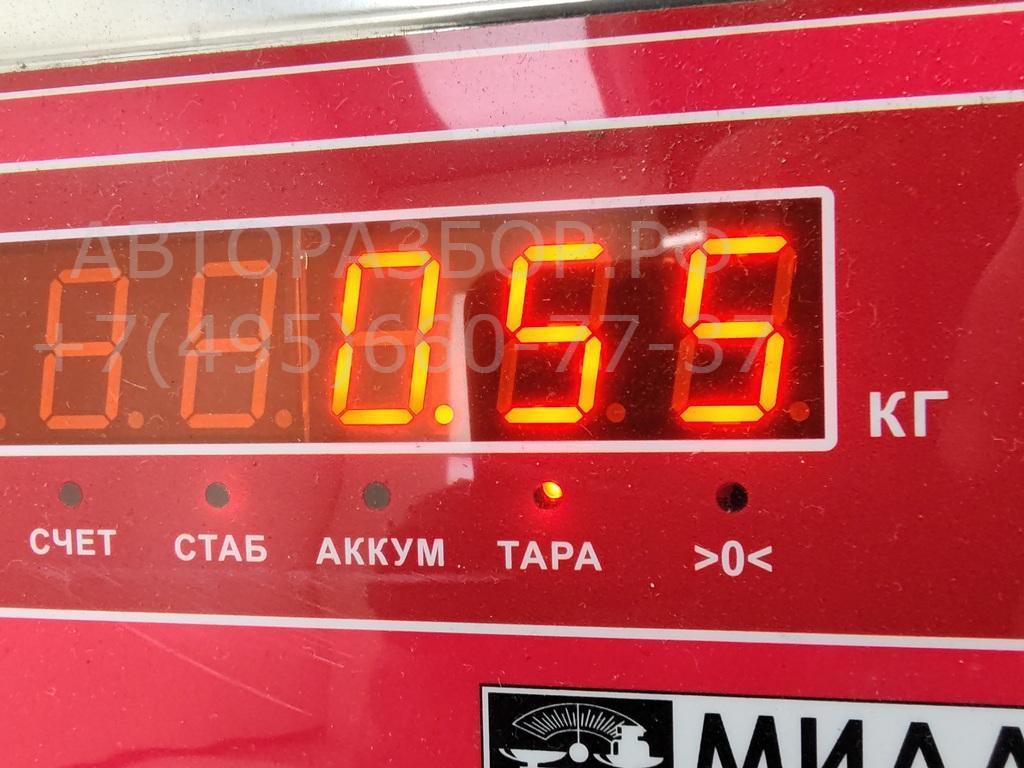 АВТОРАЗБОР.РФ
+7(495)660-77-37
0.55
КГ
СЧЕТ СТАБ АККУМ ТАРА >0<